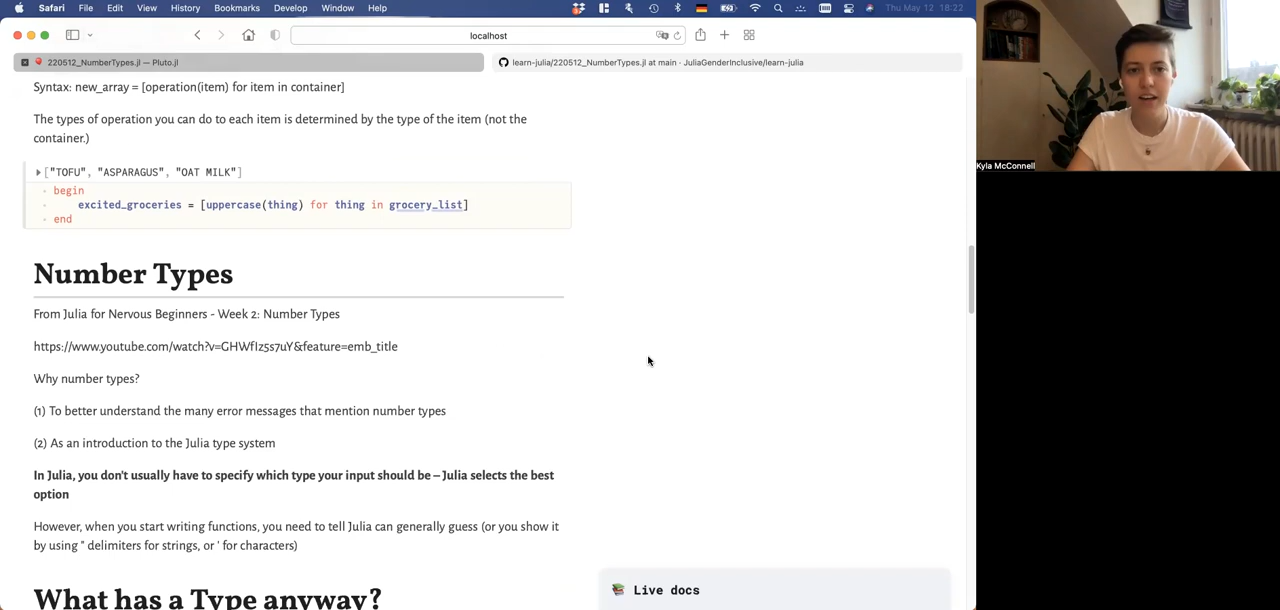 Safari File Edit View History Bookmarks Develop Window Help Thu May 12 18:22
localhost
220512_NumberTypes.jl — Pluto.jl
learn-julia/220512_NumberTypes.jl at main · JuliaGenderInclusive/learn-julia
Syntax: new_array = [operation(item) for item in container]
The types of operation you can do to each item is determined by the type of the item (not the
container.)
["TOFU", "ASPARAGUS", "OAT MILK"]
begin
excited_groceries = [uppercase(thing) for thing in grocery_list]
end
Number Types
From Julia for Nervous Beginners - Week 2: Number Types
https://www.youtube.com/watch?v=GHWfIz5s7uY&feature=emb_title
Why number types?
(1) To better understand the many error messages that mention number types
(2) As an introduction to the Julia type system
In Julia, you don't usually have to specify which type your input should be – Julia selects the best
option
However, when you start writing functions, you need to tell Julia can generally guess (or you show it
by using " delimiters for strings, or ' for characters)
What has a Type anyway?
Live docs
Kyla McConnell